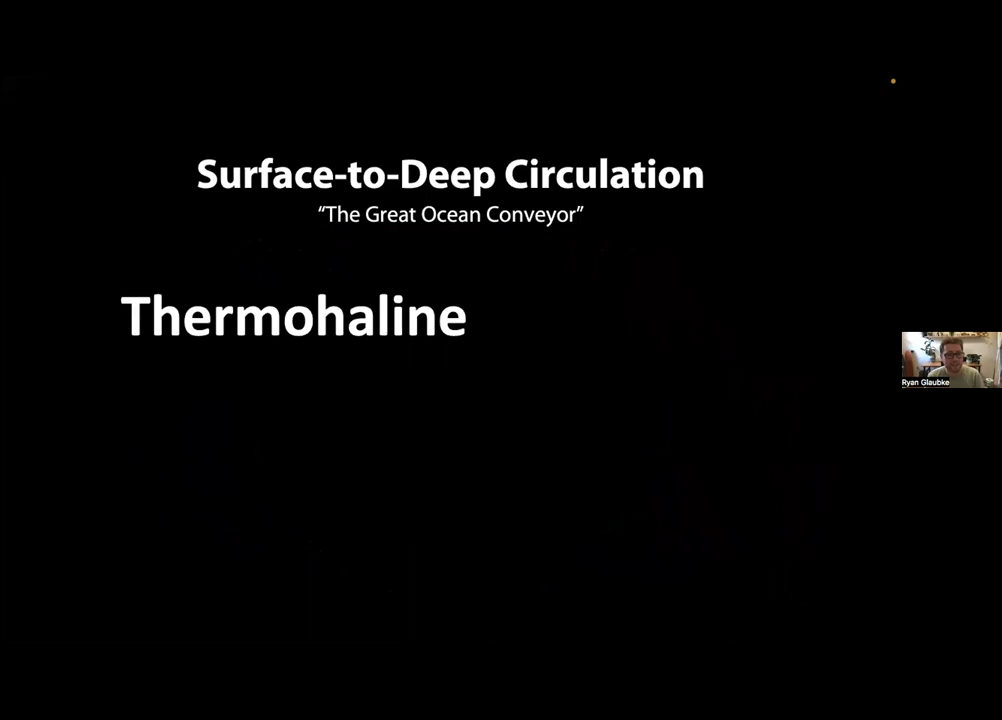 Surface-to-Deep Circulation
“The Great Ocean Conveyor”
Thermohaline
Ryan Glaubke